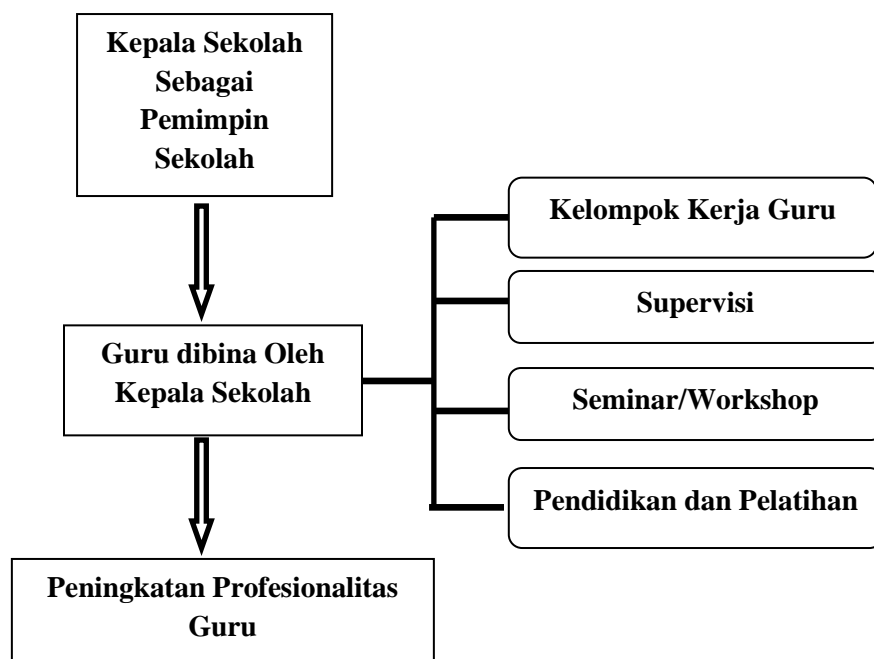 Kepala Sekolah
Sebagai
Pemimpin
Sekolah
Kelompok Kerja Guru
Supervisi
Guru dibina Oleh
Kepala Sekolah
Seminar/Workshop
Pendidikan dan Pelatihan
Peningkatan Profesionalitas
Guru